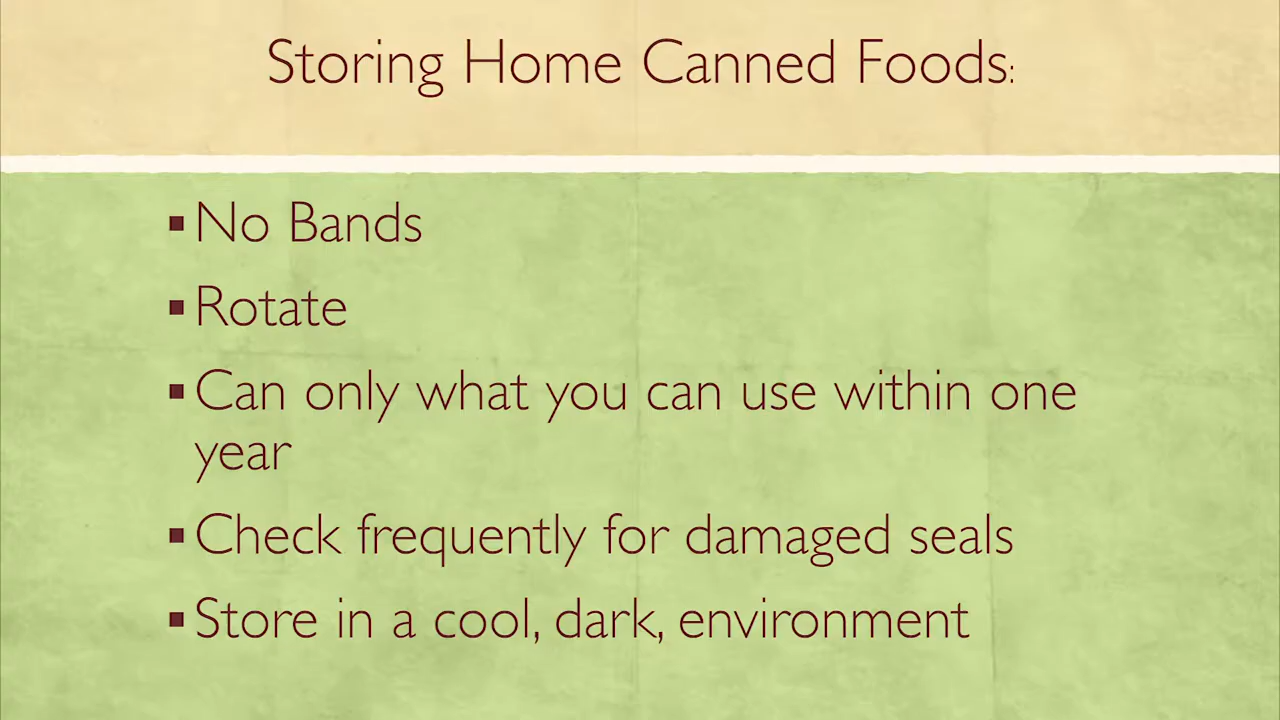 Storing Home Canned Foods:
▪No Bands
▪Rotate
▪Can only what you can use within one
year
▪Check frequently for damaged seals
▪Store in a cool, dark, environment